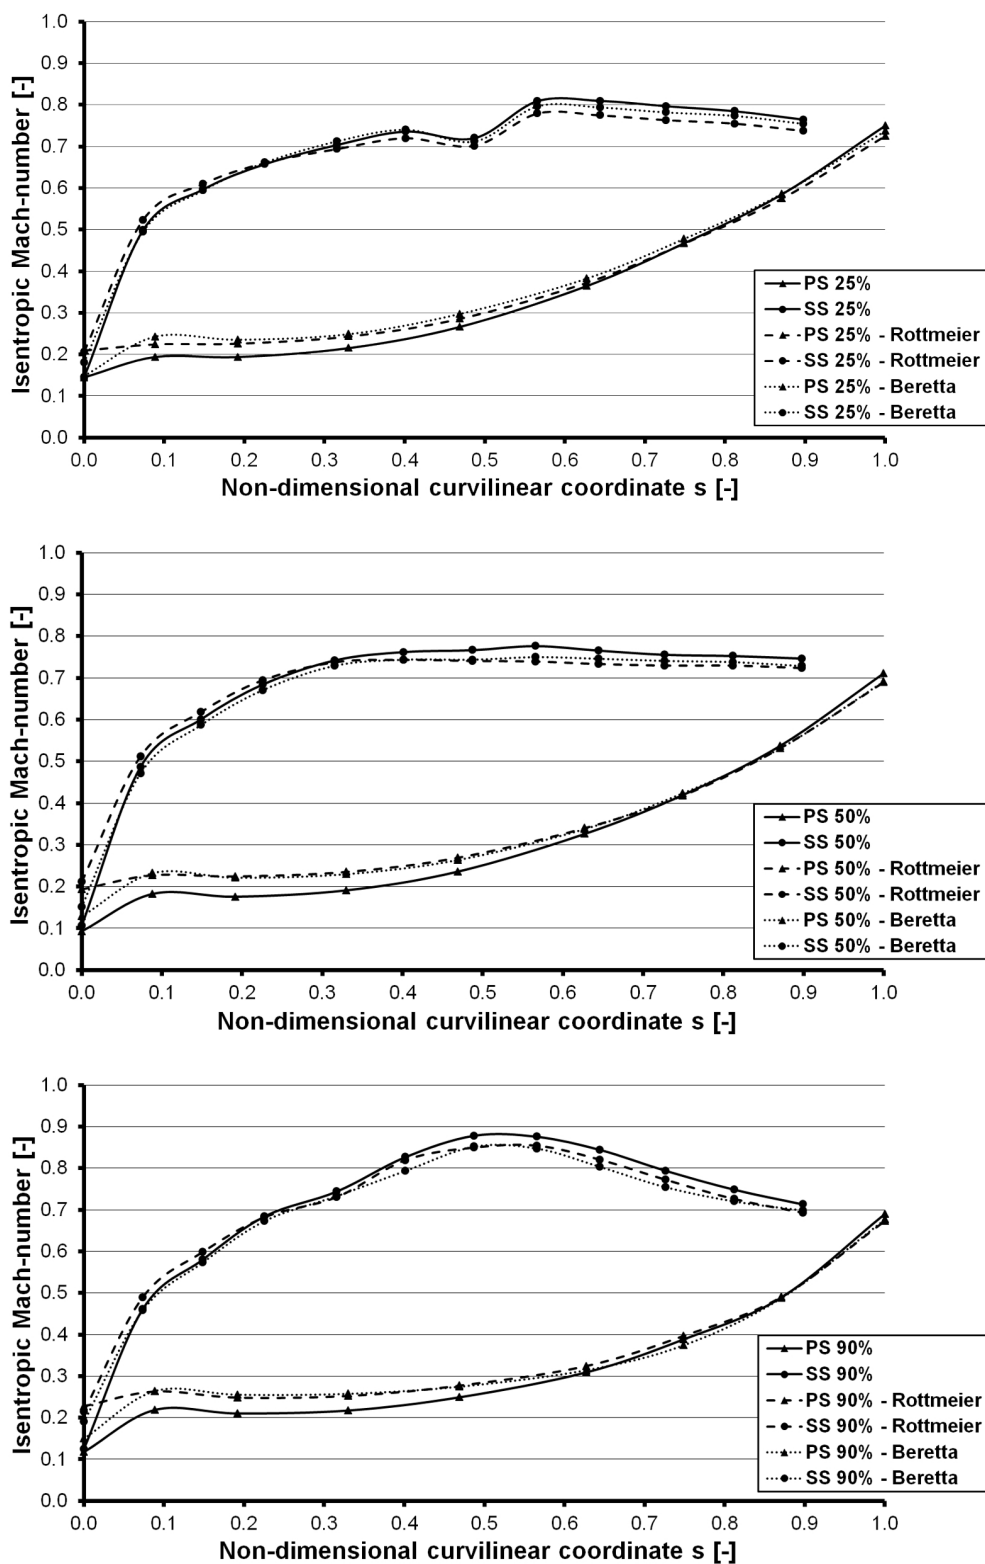 Isentropic Mach-number [-]
1.0
0.9
0.8
0.7
0.6
0.5
0.4
0.3
0.2
0.1
0.0
PS 25%
SS 25%
PS 25% - Rottmeier
SS 25% - Rottmeier
PS 25% - Beretta
SS 25% - Beretta
0.0 0.1 0.2 0.3 0.4 0.5 0.6 0.7 0.8 0.9 1.0
Non-dimensional curvilinear coordinate s [-]
Isentropic Mach-number [-]
1.0
0.9
0.8
0.7
0.6
0.5
0.4
0.3
0.2
0.1
0.0
PS 50%
SS 50%
PS 50% - Rottmeier
SS 50% - Rottmeier
PS 50% - Beretta
SS 50% - Beretta
0.0 0.1 0.2 0.3 0.4 0.5 0.6 0.7 0.8 0.9 1.0
Non-dimensional curvilinear coordinate s [-]
Isentropic Mach-number [-]
1.0
0.9
0.8
0.7
0.6
0.5
0.4
0.3
0.2
0.1
0.0
PS 90%
SS 90%
PS 90% - Rottmeier
SS 90% - Rottmeier
PS 90% - Beretta
SS 90% - Beretta
0.0 0.1 0.2 0.3 0.4 0.5 0.6 0.7 0.8 0.9 1.0
Non-dimensional curvilinear coordinate s [-]